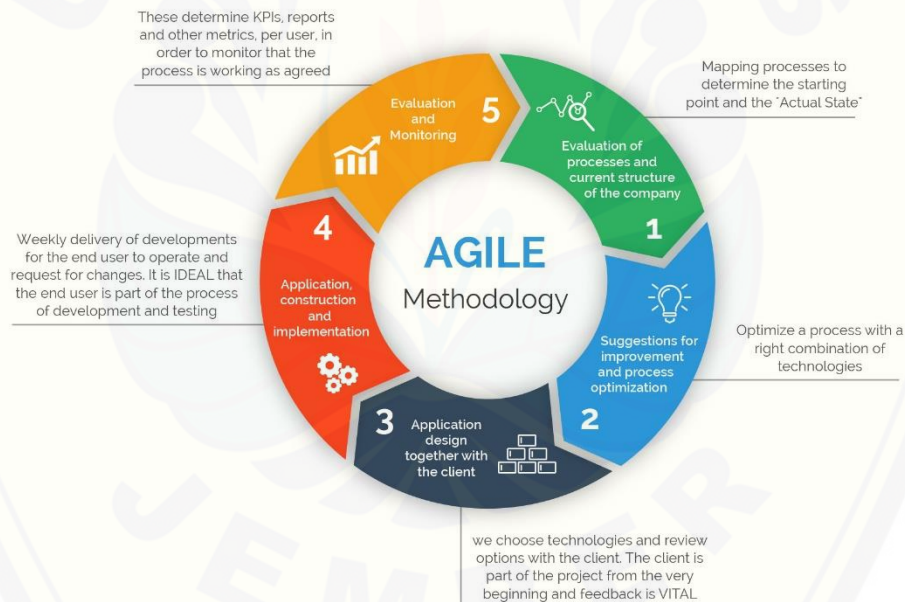 These determine KPIs, reports
and other metrics, per user, in
order to monitor that the
process is working as agreed
Mapping processes to
determine the starting
point and the "Actual State"
Evaluation
and
Monitoring
5
Evaluation of
processes and
current structure
of the company
1
Weekly delivery of developments
for the end user to operate and
request for changes. It is IDEAL that
the end user is part of the process
of development and testing
4
Application,
construction
and
implementation
AGILE
Methodology
Suggestions for
improvement
and process
optimization
2
Optimize a process with a
right combination of
technologies
3
Application
design
together with
the client
we choose technologies and review
options with the client. The client is
part of the project from the very
beginning and feedback is VITAL
JEMBER